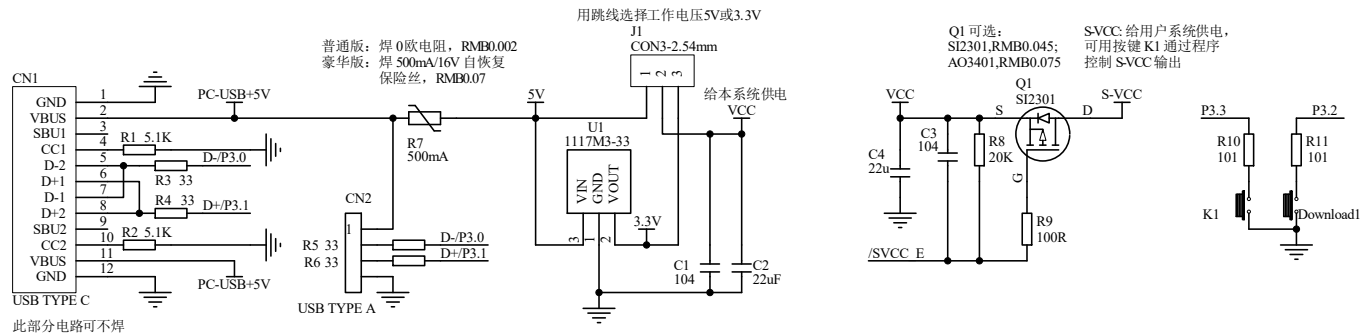 用跳线选择工作电压5V或3.3V
J1
CON3-2.54mm
1 2 3
普通版：焊 0欧电阻，RMB0.002
豪华版：焊 500mA/16V 自恢复
保险丝，RMB0.07
Q1 可选：
SI2301,RMB0.045;
AO3401,RMB0.075
S-VCC: 给用户系统供电，
可用按键 K1 通过程序
控制 S-VCC 输出
CN1
GND 1
VBUS 2
SBU1 3
CC1 4
D-2 5
D+1 6
D-1 7
D+2 8
SBU2 9
CC2 10
VBUS 11
GND 12
USB TYPE C
此部分电路可不焊
PC-USB+5V
R1 5.1K
D-/P3.0
R3 33
R4 33
D+/P3.1
R2 5.1K
PC-USB+5V
R7
500mA
CN2
1
R5 33
D-/P3.0
R6 33
D+/P3.1
USB TYPE A
5V
U1
1117M3-33
VIN
GND
VOUT
3 1 2
3.3V
给本系统供电
VCC
C1
104
C2
22uF
VCC
C4
22u
C3
104
R8
20K
Q1
SI2301
S
D
G
S-VCC
R9
100R
/SVCC_E
P3.3
R10
101
K1
P3.2
R11
101
Download1